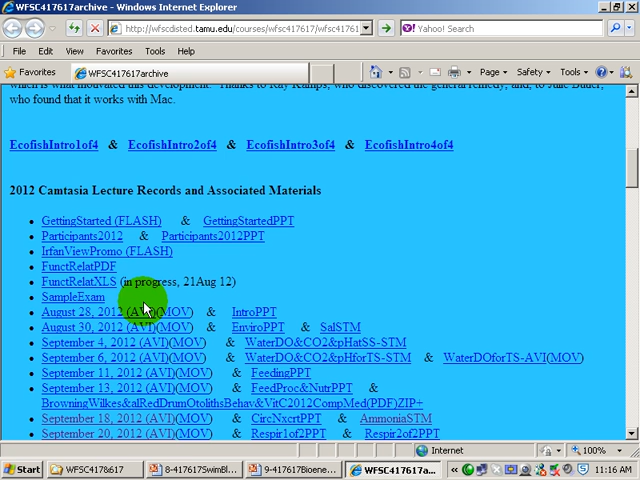 WFSC417617archive - Windows Internet Explorer
http://wfscdisted.tamu.edu/courses/wfsc417617/wfsc417617
Yahoo! Search
File Edit View Favorites Tools Help
Favorites WFSC417617archive Page Safety Tools
which is what motivated this development. Thanks to Ray Kamps, who discovered the general remedy, and, to Julie Butler,
who found that it works with Mac.
EcofishIntro1of4 & EcofishIntro2of4 & EcofishIntro3of4 & EcofishIntro4of4
2012 Camtasia Lecture Records and Associated Materials
GettingStarted (FLASH) & GettingStartedPPT
Participants2012 & Participants2012PPT
IrfanViewPromo (FLASH)
FunctRelatPDF
FunctRelatXLS (in progress, 21Aug 12)
SampleExam
August 28, 2012 (AVI)(MOV) & IntroPPT
August 30, 2012 (AVI)(MOV) & EnviroPPT & SalSTM
September 4, 2012 (AVI)(MOV) & WaterDO&CO2&pHatSS-STM
September 6, 2012 (AVI)(MOV) & WaterDO&CO2&pHforTS-STM & WaterDOforTS-AVI(MOV)
September 11, 2012 (AVI)(MOV) & FeedingPPT
September 13, 2012 (AVI)(MOV) & FeedProc&NutrPPT &
BrowningWilkes&alRedDrumOtolithsBehav&VitC2012CompMed(PDF)ZIP+
September 18, 2012 (AVI)(MOV) & CircNxcrtPPT & AmmoniaSTM
September 20, 2012 (AVI)(MOV) & Respir1of2PPT & Respir2of2PPT
Internet 100%
Start WFSC417&617 8-417617SwimBl... 9-417617Bioene... WFSC417617a... 11:16 AM